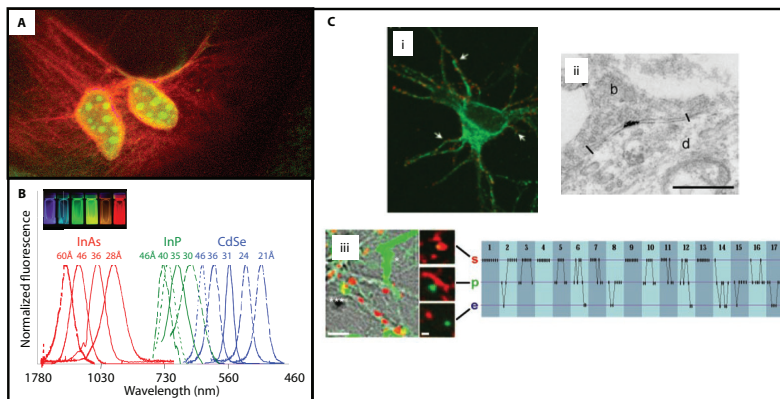 A
B
Normalized fluorescence
InAs
60Å 46 36 28Å
InP
46Å 40 35 30
CdSe
46 36 31 24 21Å
1780 1030 730 560 460
Wavelength (nm)
C
i
ii
b
d
iii
s
p
e
1 2 3 4 5 6 7 8 9 10 11 12 13 14 15 16 17